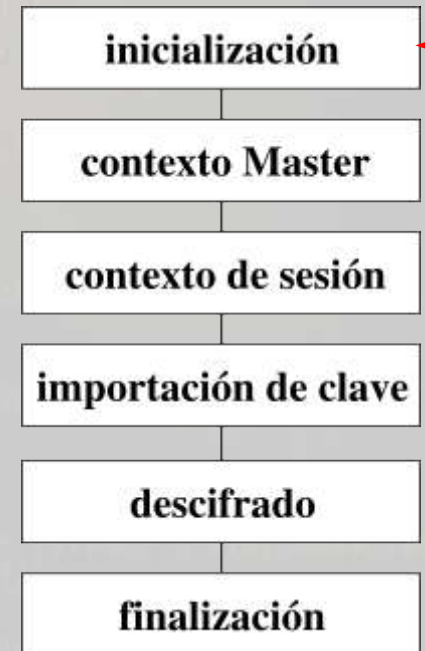 inicialización
contexto Master
contexto de sesión
importación de clave
descifrado
finalización